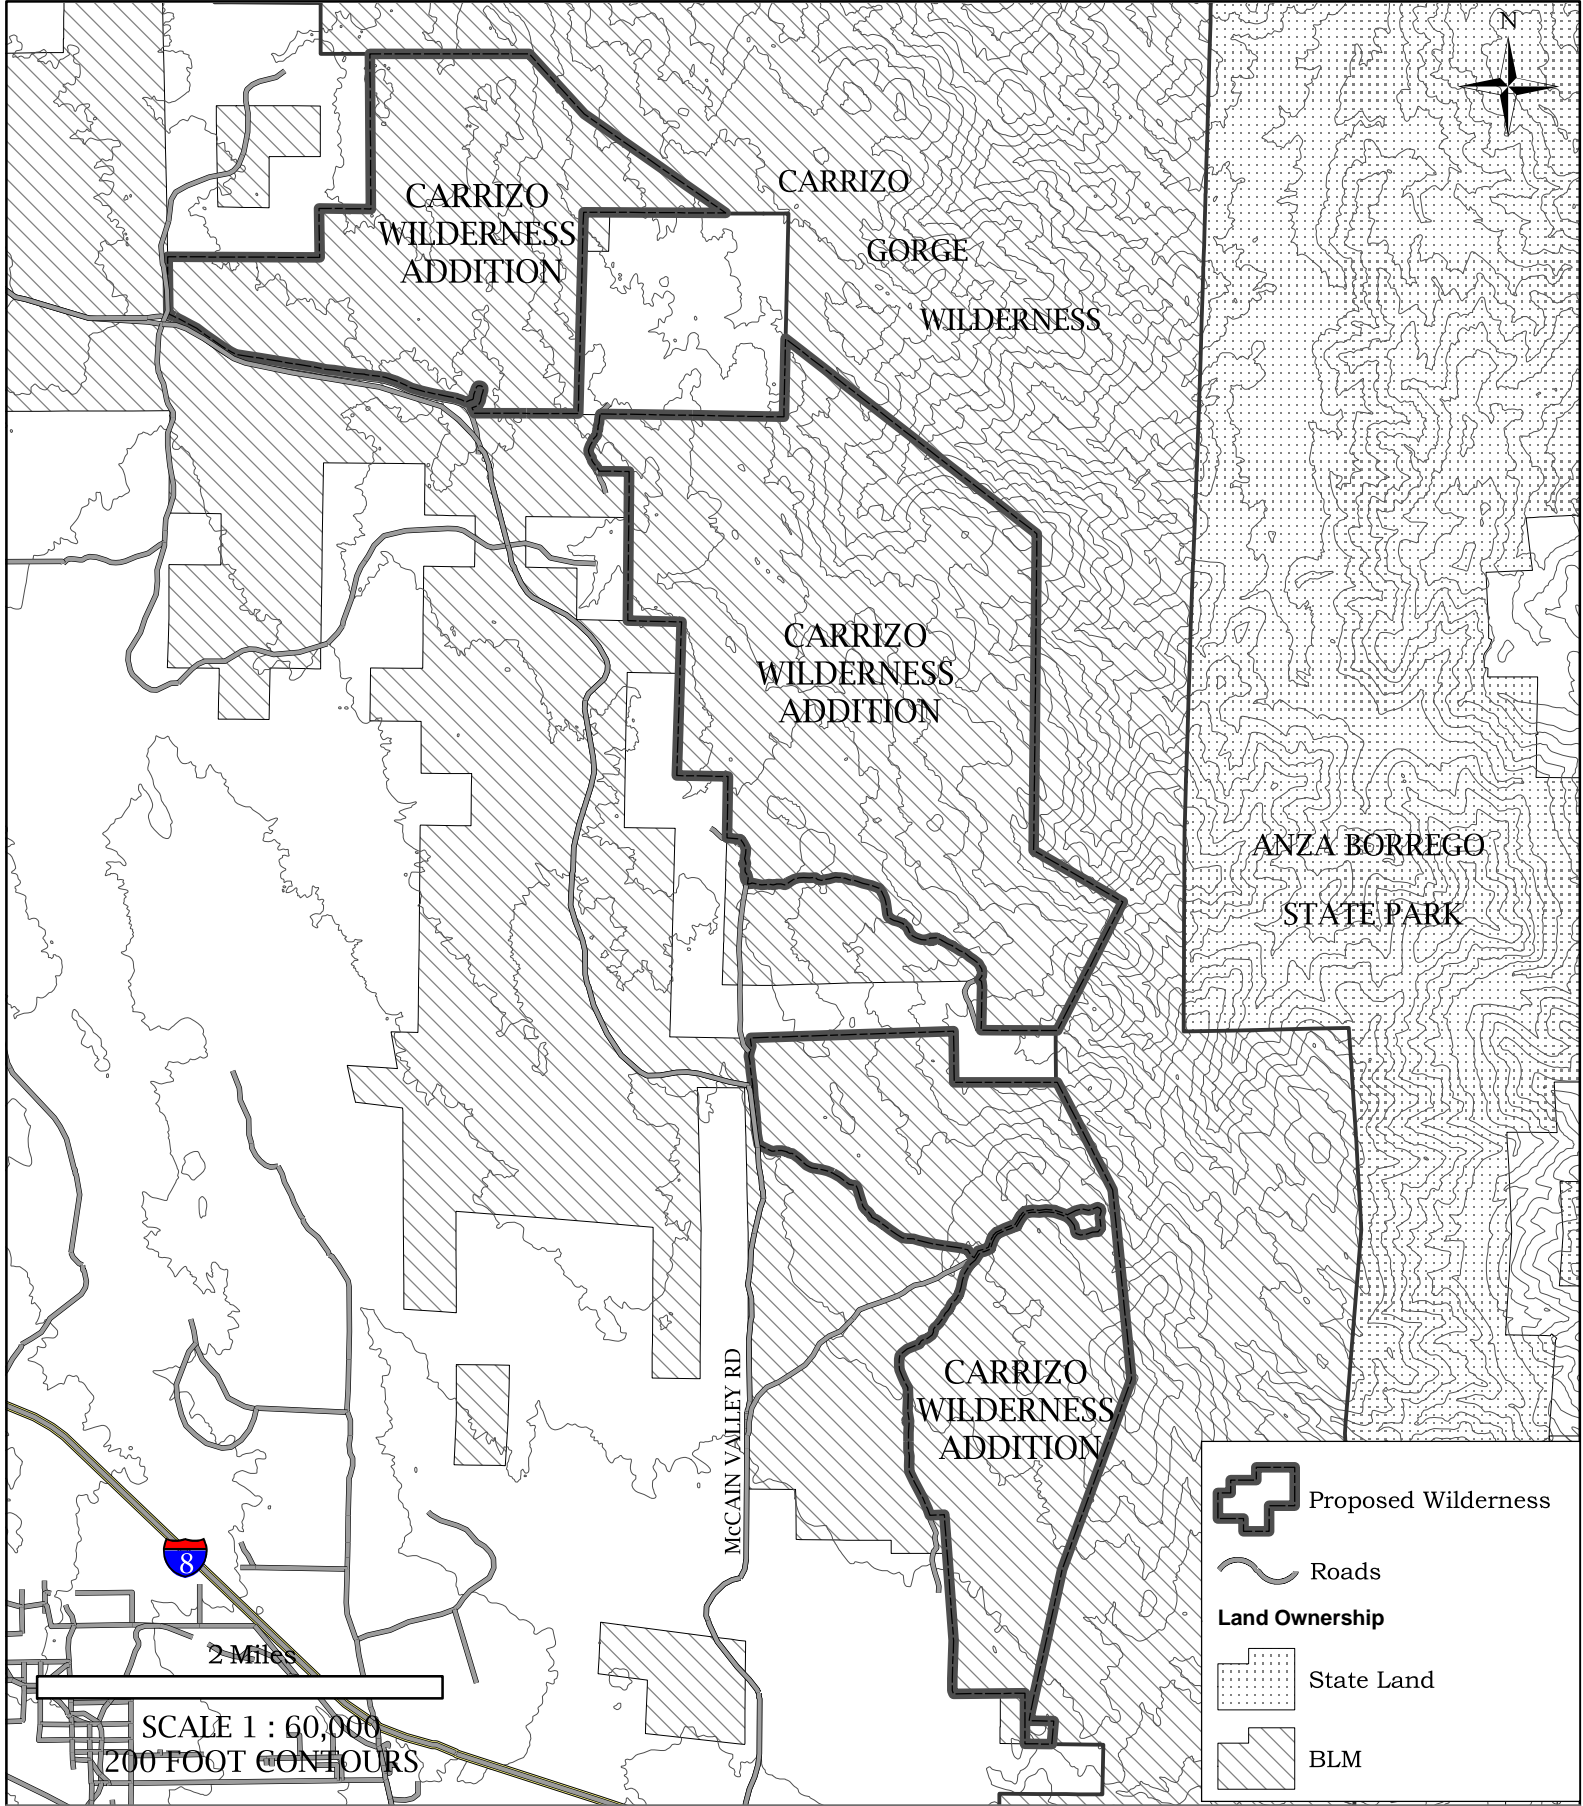 N
CARRIZO
WILDERNESS
ADDITION
CARRIZO
GORGE
WILDERNESS
CARRIZO
WILDERNESS
ADDITION
ANZA BORREGO
STATE PARK
CARRIZO
WILDERNESS
ADDITION
McCAIN VALLEY RD
8
2 Miles
SCALE 1 : 60,000
200 FOOT CONTOURS
Proposed Wilderness
Roads
Land Ownership
State Land
BLM